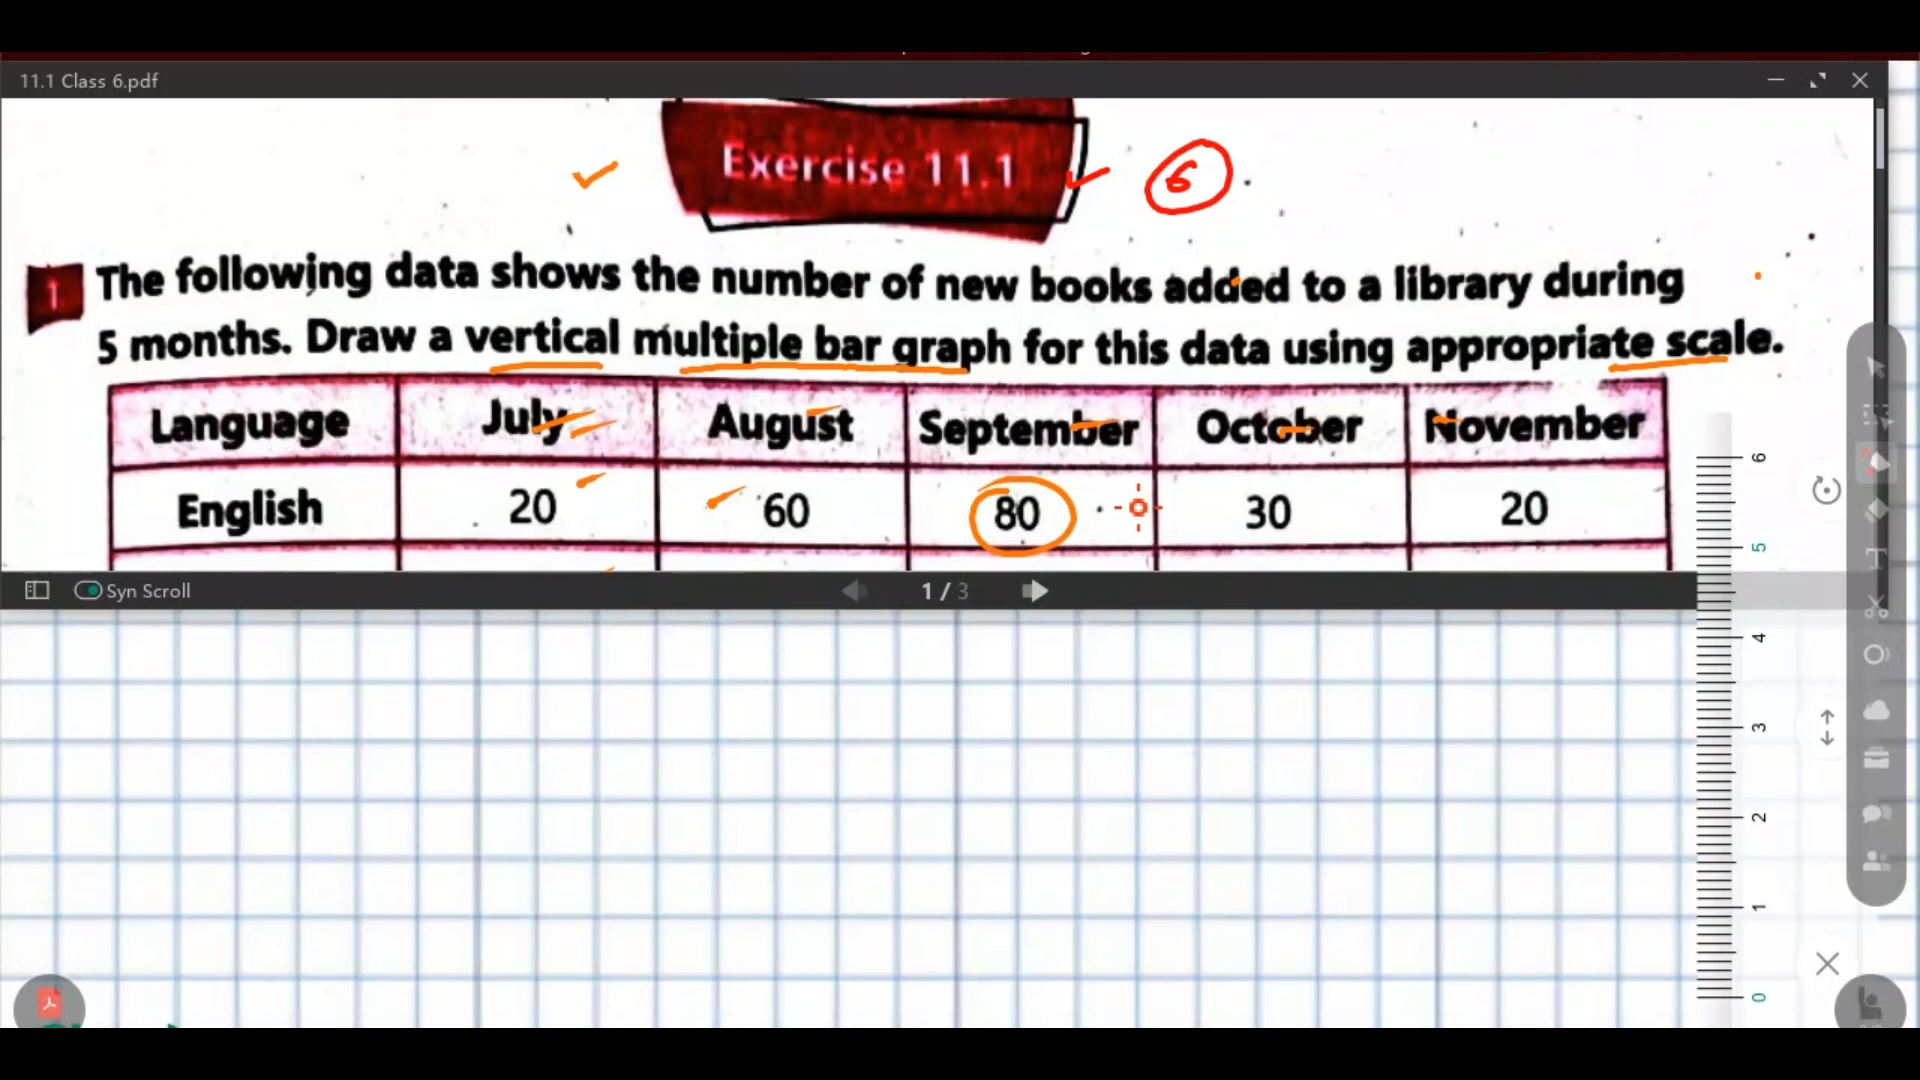 11.1 Class 6.pdf
Exercise 11.1
6
1 The following data shows the number of new books added to a library during
5 months. Draw a vertical multiple bar graph for this data using appropriate scale.
Language July August September October November
English 20 60 80 30 20
Syn Scroll 1 / 3
6
5
4
3
2
1
0